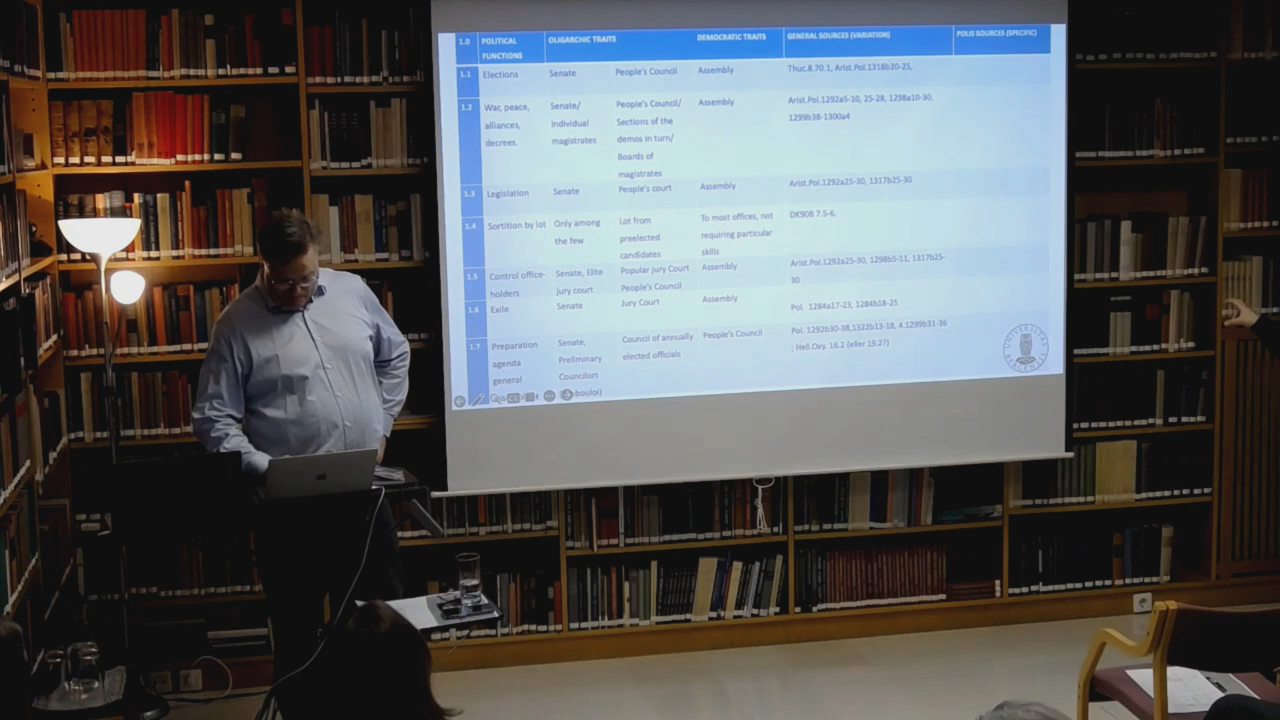 1.0 POLITICAL FUNCTIONS OLIGARCHIC TRAITS DEMOCRATIC TRAITS GENERAL SOURCES (VARIATION) POLIS SOURCES (SPECIFIC)
1.1 Elections Senate People's Council Assembly Thuc.8.70.1, Arist.Pol.1318b20-25,
1.2 War, peace, Senate/ People's Council/ Assembly Arist.Pol.1292a5-10, 25-28, 1298a10-30,
alliances, Individual Sections of the 1299b38-1300a4
decrees. magistrates demos in turn/
Boards of
magistrates
1.3 Legislation Senate People's court Assembly Arist.Pol.1292a25-30, 1317b25-30
1.4 Sortition by lot Only among Lot from To most offices, not DK90B 7.5-6.
the few preelected requiring particular
candidates skills
1.5 Control office- Senate, Elite Popular jury Court Assembly Arist.Pol.1292a25-30, 1298b5-11, 1317b25-
holders jury court People's Council 30
1.6 Exile Senate Jury Court Assembly Pol. 1284a17-23, 1284b18-25
1.7 Preparation Senate, Council of annually People's Council Pol. 1292b30-38,1322b13-18, 4.1299b31-36
agenda Preliminary elected officials ; Hell.Oxy. 16.2 (eller 19.2?)
general Councilors
bouloi)
UNIVERSITAS